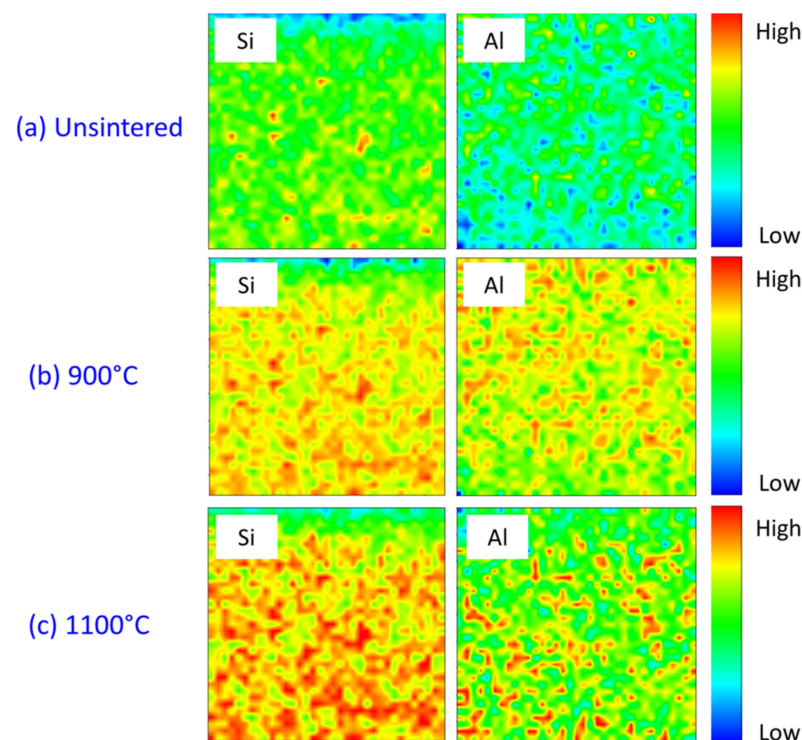 Si
Al
High
(a) Unsintered
Low
Si
Al
High
(b) 900°C
Low
Si
Al
High
(c) 1100°C
Low